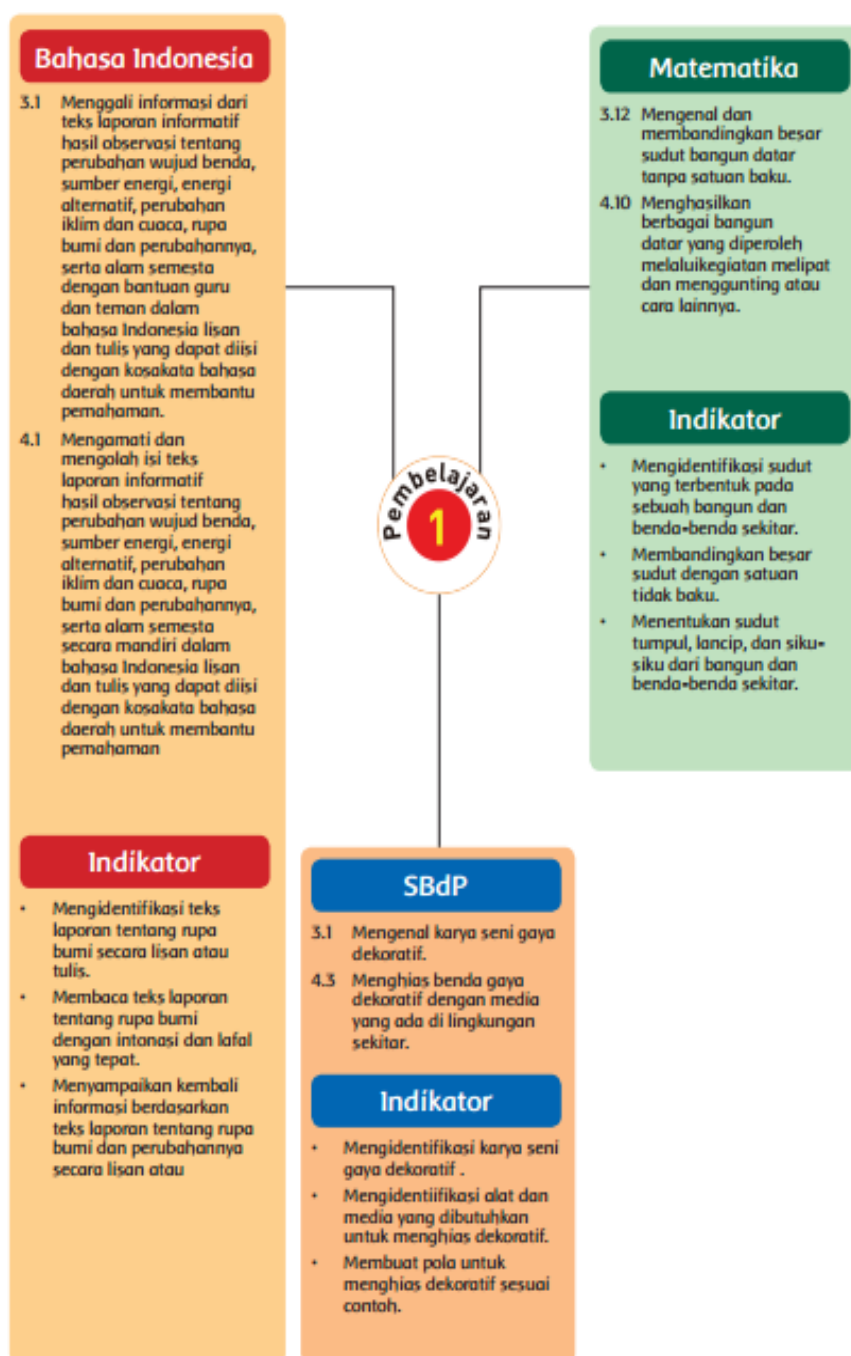 Bahasa Indonesia
3.1 Menggali informasi dari
teks laporan informatif
hasil observasi tentang
perubahan wujud benda,
sumber energi, energi
alternatif, perubahan
iklim dan cuaca, rupa
bumi dan perubahannya,
serta alam semesta
dengan bantuan guru
dan teman dalam
bahasa Indonesia lisan
dan tulis yang dapat diisi
dengan kosakata bahasa
daerah untuk membantu
pemahaman.
4.1 Mengamati dan
mengolah isi teks
laporan informatif
hasil observasi tentang
perubahan wujud benda,
sumber energi, energi
alternatif, perubahan
iklim dan cuaca, rupa
bumi dan perubahannya,
serta alam semesta
secara mandiri dalam
bahasa Indonesia lisan
dan tulis yang dapat diisi
dengan kosakata bahasa
daerah untuk membantu
pemahaman
Indikator
• Mengidentifikasi teks
laporan tentang rupa
bumi secara lisan atau
tulis.
• Membaca teks laporan
tentang rupa bumi
dengan intonasi dan lafal
yang tepat.
• Menyampaikan kembali
informasi berdasarkan
teks laporan tentang rupa
bumi dan perubahannya
secara lisan atau
Pembelajaran
1
Matematika
3.12 Mengenal dan
membandingkan besar
sudut bangun datar
tanpa satuan baku.
4.10 Menghasilkan
berbagai bangun
datar yang diperoleh
melaluikegiatan melipat
dan menggunting atau
cara lainnya.
Indikator
• Mengidentifikasi sudut
yang terbentuk pada
sebuah bangun dan
benda-benda sekitar.
• Membandingkan besar
sudut dengan satuan
tidak baku.
• Menentukan sudut
tumpul, lancip, dan siku-
siku dari bangun dan
benda-benda sekitar.
SBdP
3.1 Mengenal karya seni gaya
dekoratif.
4.3 Menghias benda gaya
dekoratif dengan media
yang ada di lingkungan
sekitar.
Indikator
• Mengidentifikasi karya seni
gaya dekoratif .
• Mengidentiifikasi alat dan
media yang dibutuhkan
untuk menghias dekoratif.
• Membuat pola untuk
menghias dekoratif sesuai
contoh.